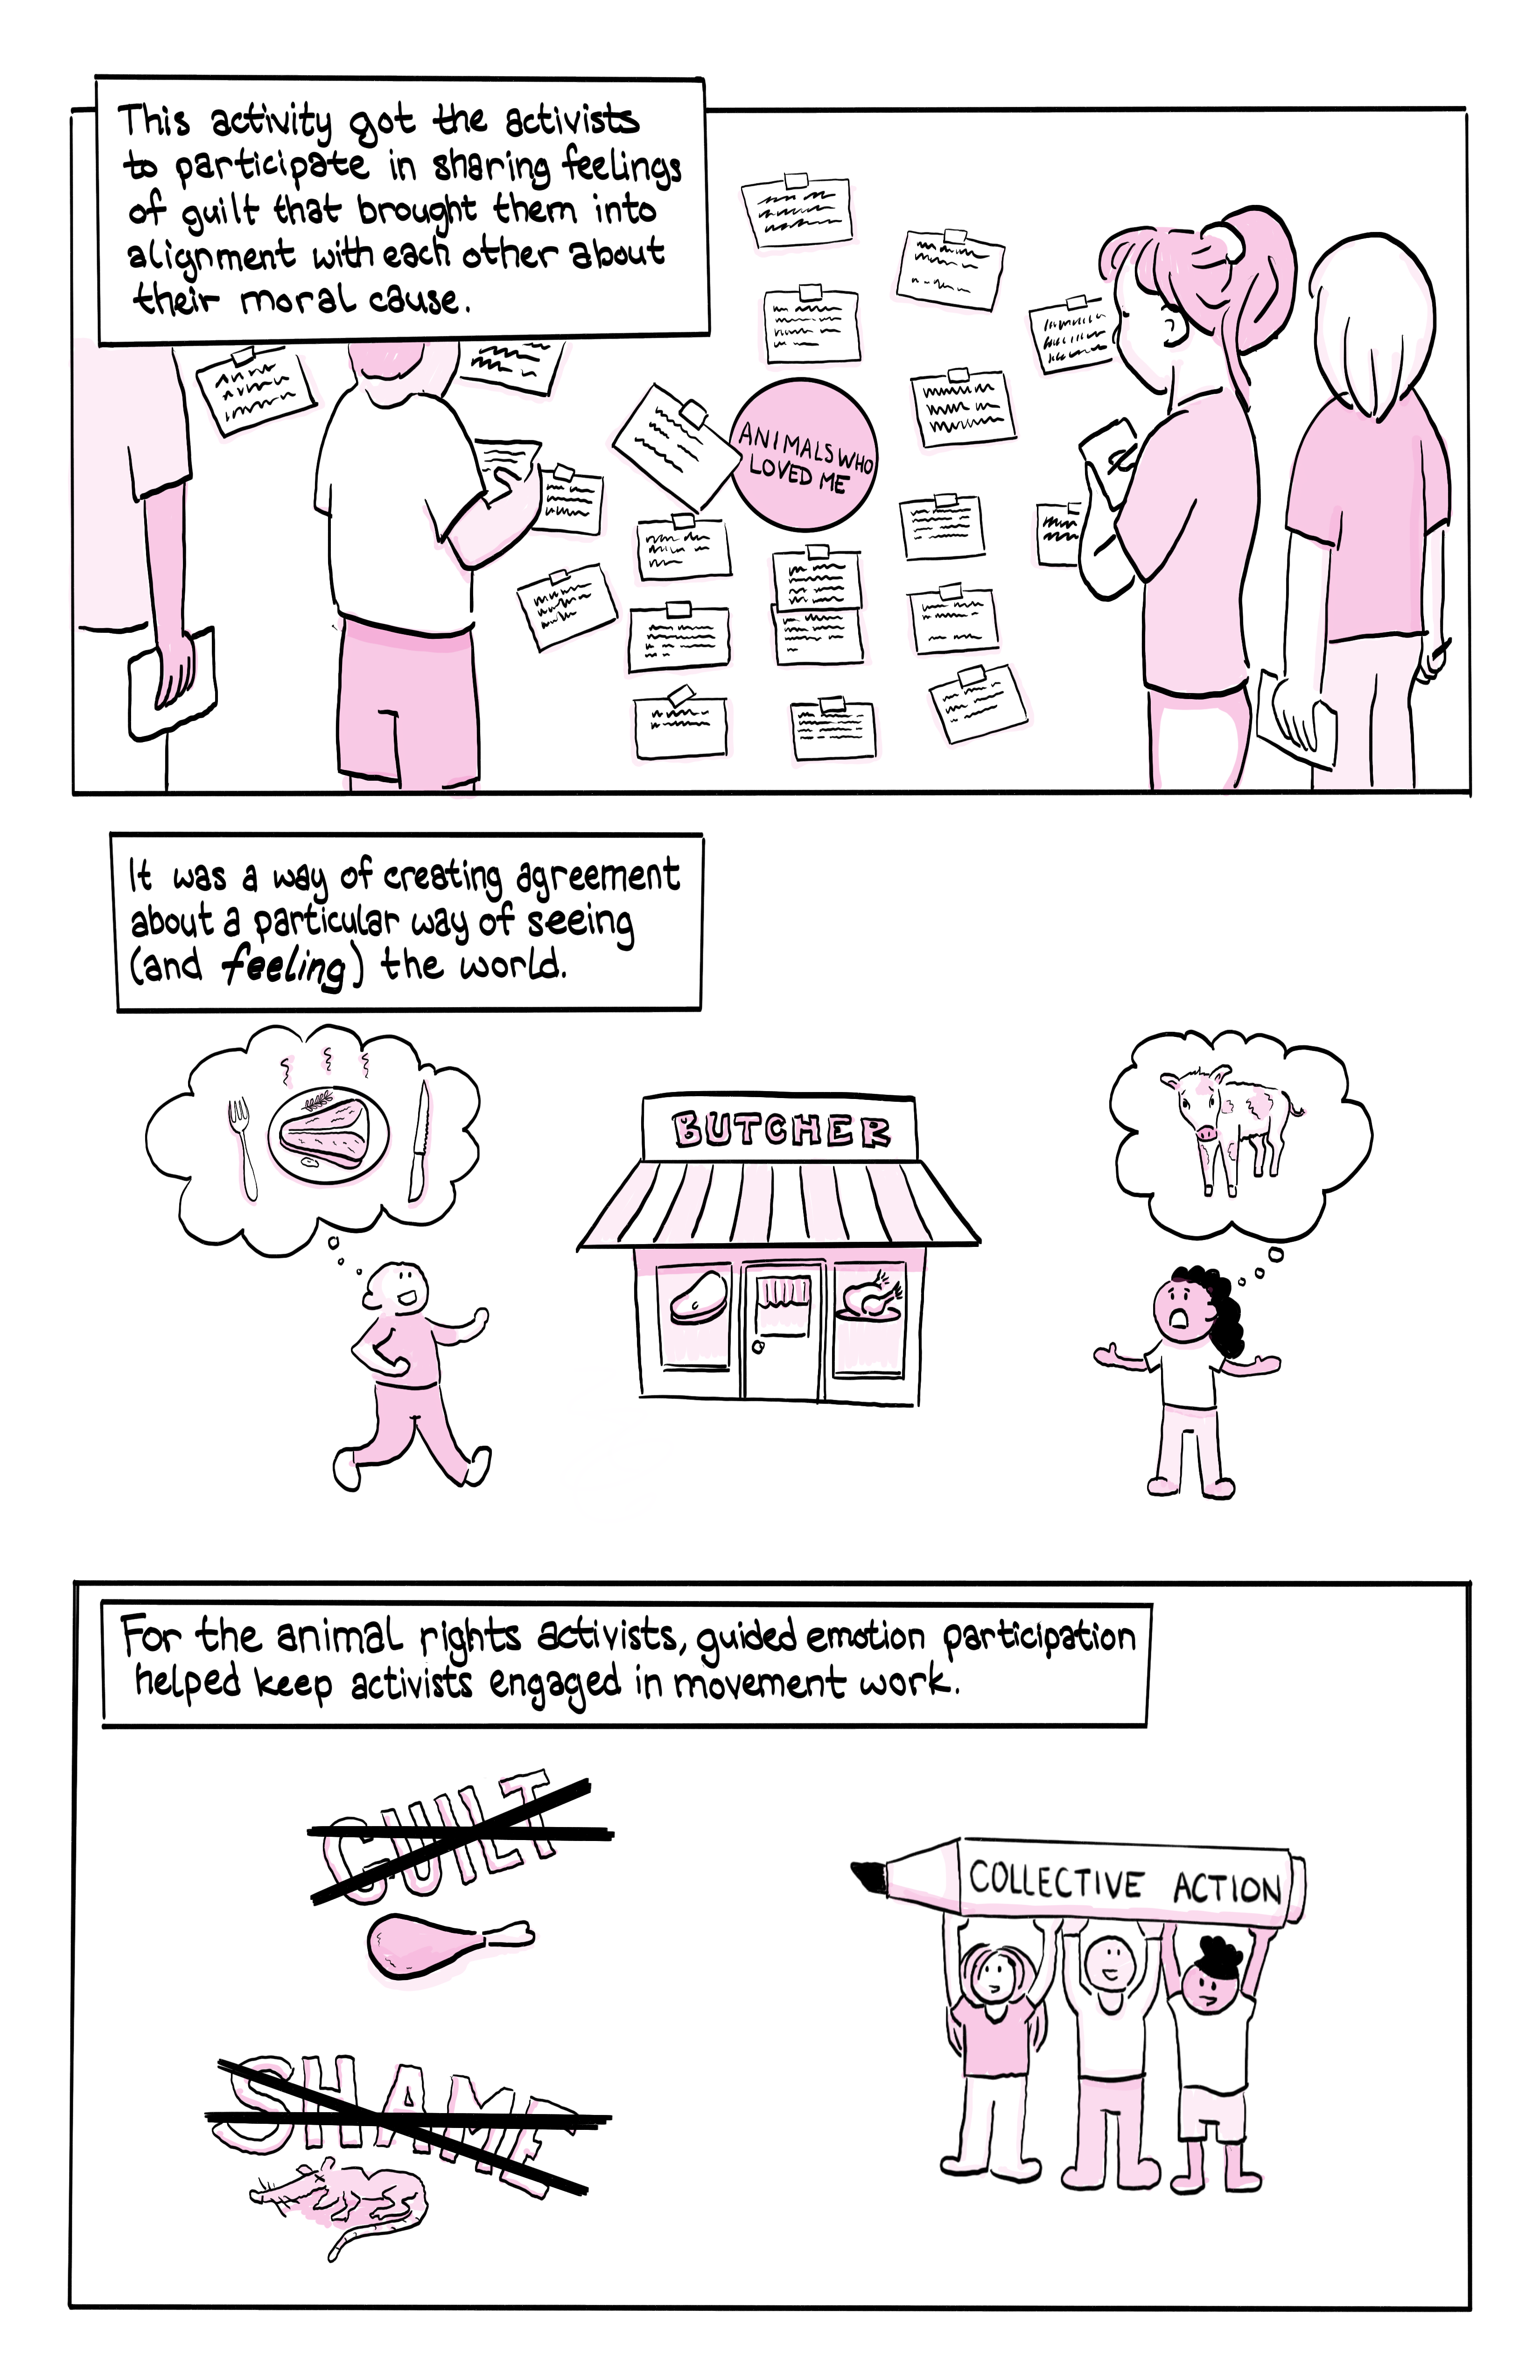 This activity got the activists
to participate in sharing feelings
of guilt that brought them into
alignment with each other about
their moral cause.
ANIMALS WHO
LOVED ME
It was a way of creating agreement
about a particular way of seeing
(and feeling) the world.
BUTCHER
For the animal rights activists, guided emotion participation
helped keep activists engaged in movement work.
GUILT
COLLECTIVE ACTION
SHAME